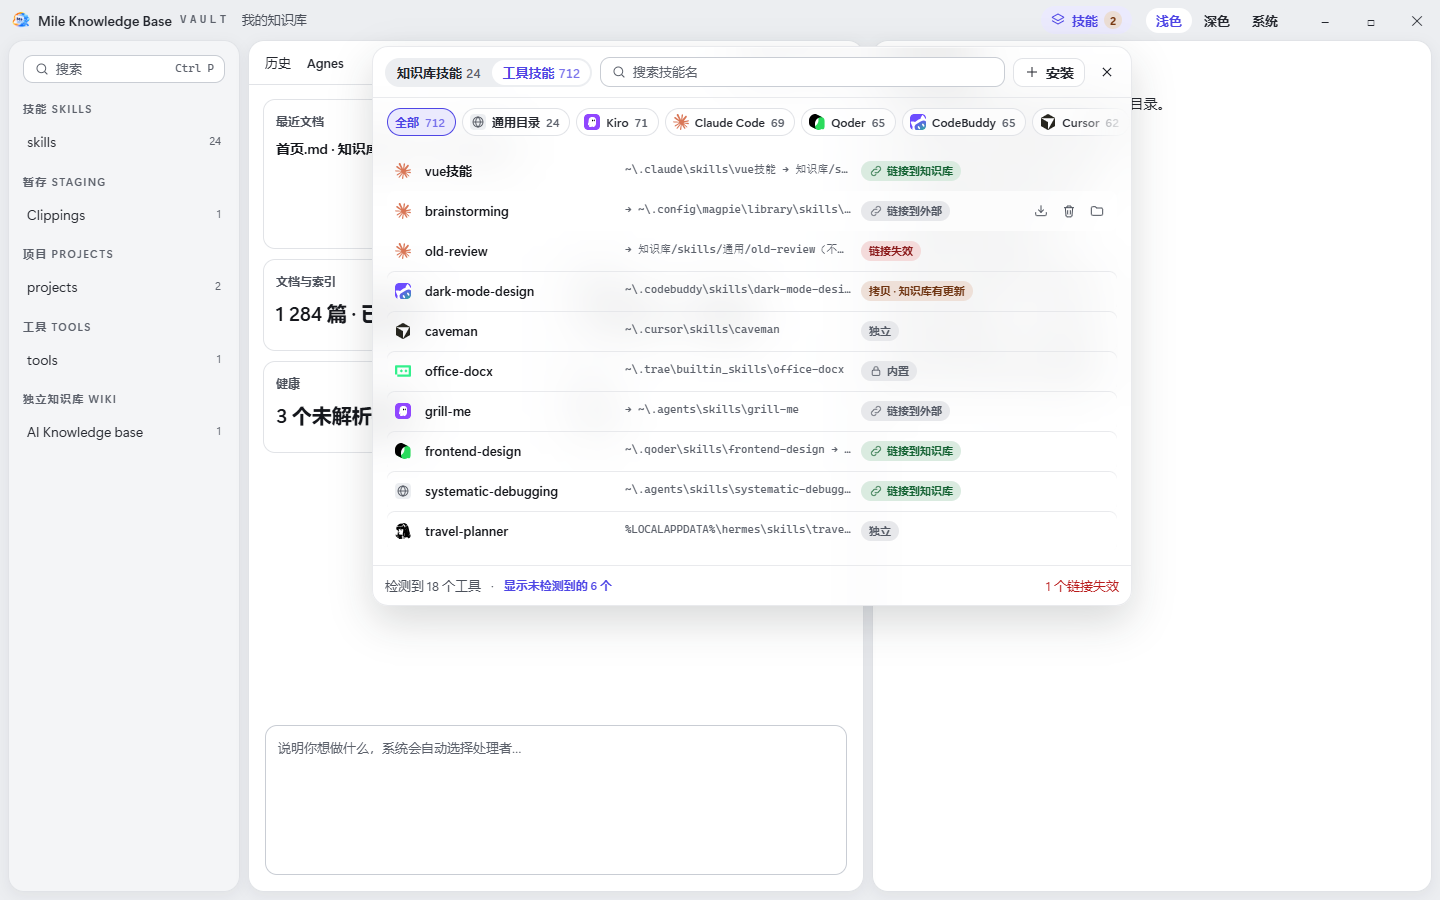 Mile Knowledge Base VAULT 我的知识库 技能 2 浅色 深色 系统
搜索 Ctrl P
技能 SKILLS
skills 24
暂存 STAGING
Clippings 1
项目 PROJECTS
projects 2
工具 TOOLS
tools 1
独立知识库 WIKI
AI Knowledge base 1
历史 Agnes
最近文档
首页.md · 知识库
文档与索引
1 284 篇 · 已
健康
3 个未解析
说明你想做什么，系统会自动选择处理者...
目录。
知识库技能 24 工具技能 712 搜索技能名 安装
全部 712 通用目录 24 Kiro 71 Claude Code 69 Qoder 65 CodeBuddy 65 Cursor 62
vue技能 ~\.claude\skills\vue技能 → 知识库/s… 链接到知识库
brainstorming → ~\.config\magpie\library\skills\… 链接到外部
old-review → 知识库/skills/通用/old-review（不… 链接失效
dark-mode-design ~\.codebuddy\skills\dark-mode-desi… 拷贝 · 知识库有更新
caveman ~\.cursor\skills\caveman 独立
office-docx ~\.trae\builtin_skills\office-docx 内置
grill-me → ~\.agents\skills\grill-me 链接到外部
frontend-design ~\.qoder\skills\frontend-design → … 链接到知识库
systematic-debugging ~\.agents\skills\systematic-debugg… 链接到知识库
travel-planner %LOCALAPPDATA%\hermes\skills\trave… 独立
检测到 18 个工具 · 显示未检测到的 6 个 1 个链接失效